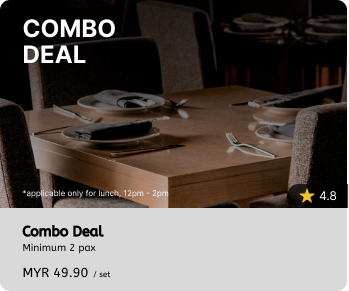 COMBO
DEAL
*applicable only for lunch, 12pm - 2pm
4.8
Combo Deal
Minimum 2 pax
MYR 49.90 / set